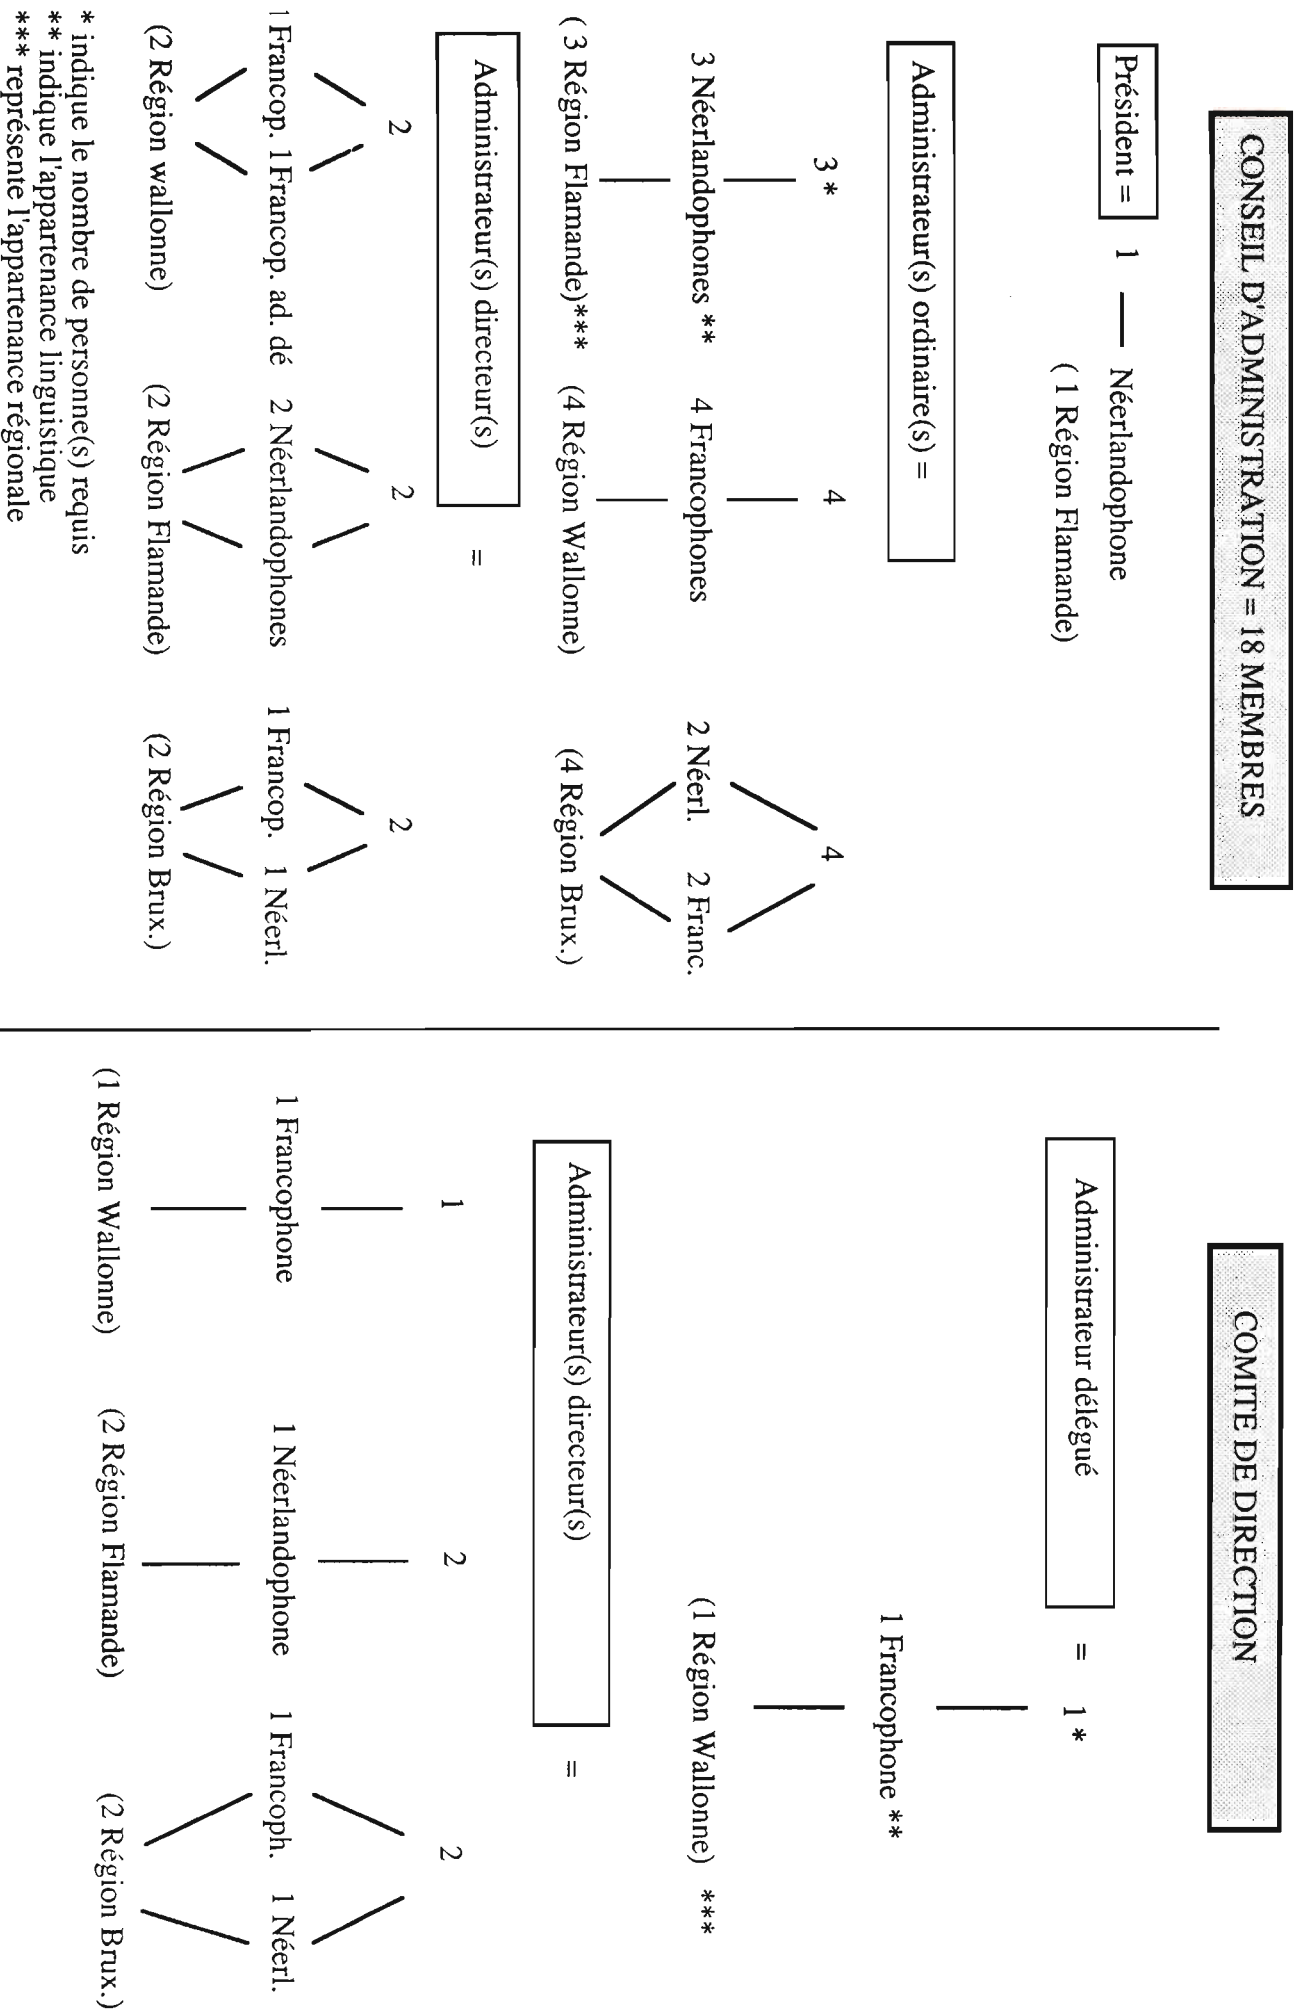 CONSEIL D'ADMINISTRATION = 18 MEMBRES
Président = 1 Néerlandophone
( 1 Région Flamande)
Administrateur(s) ordinaire(s) =
3 * 4 4
3 Néerlandophones ** 4 Francophones 2 Néerl. 2 Franc.
( 3 Région Flamande)*** (4 Région Wallonne) (4 Région Brux.)
Administrateur(s) directeur(s) =
2 2 2
1 Francop. 1 Francop. ad. dé 2 Néerlandophones 1 Francop. 1 Néerl.
(2 Région wallonne) (2 Région Flamande) (2 Région Brux.)
* indique le nombre de personne(s) requis
** indique l'appartenance linguistique
*** représente l'appartenance régionale
COMITE DE DIRECTION
Administrateur délégué = 1 *
1 Francophone **
(1 Région Wallonne) ***
Administrateur(s) directeur(s) =
1 2 2
1 Francophone 1 Néerlandophone 1 Francoph. 1 Néerl.
(1 Région Wallonne) (2 Région Flamande) (2 Région Brux.)